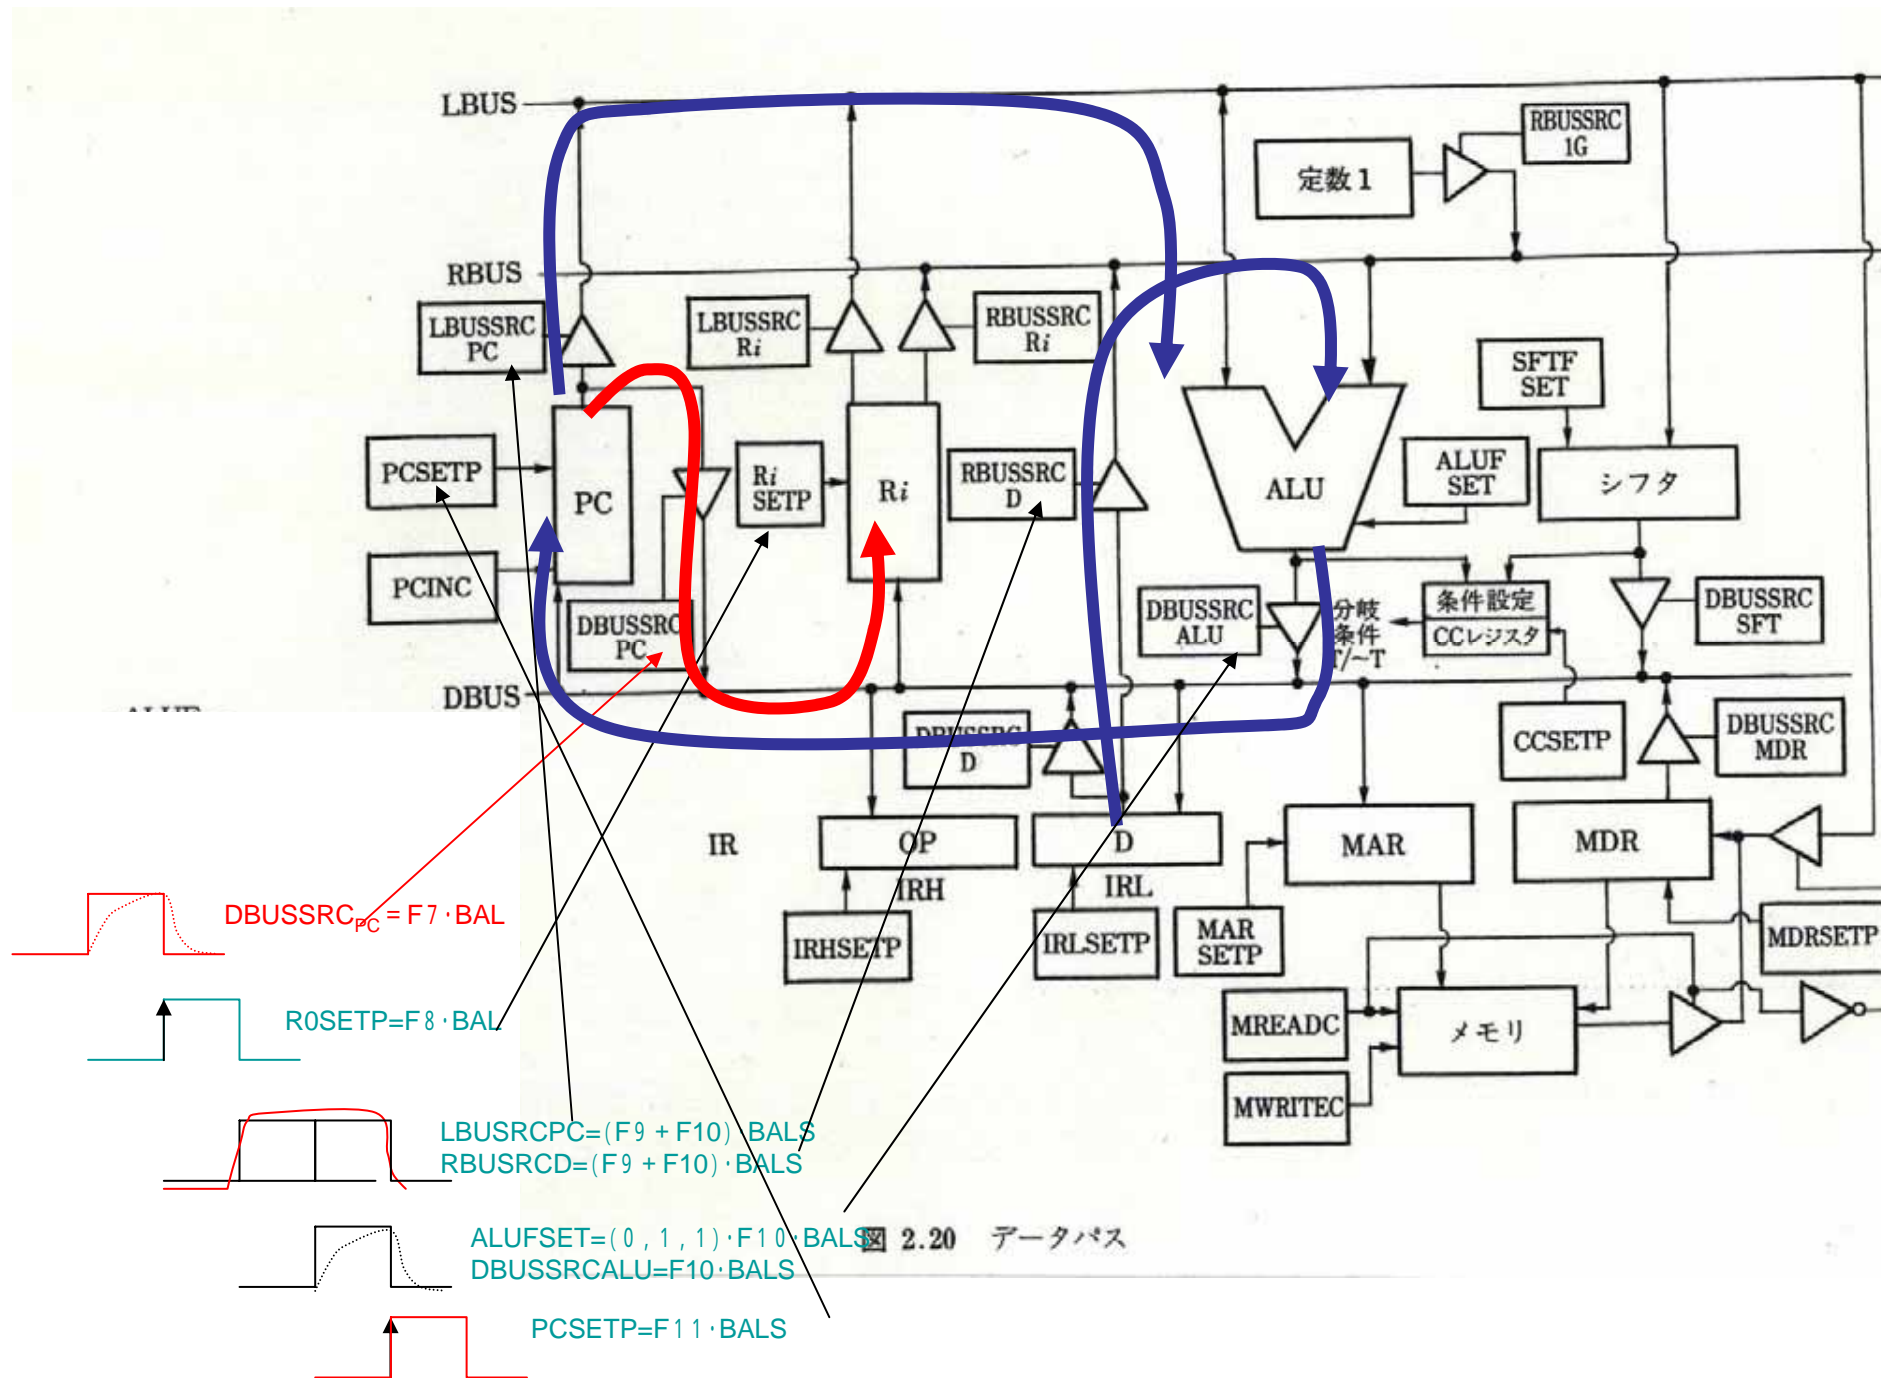 LBUS
RBUSSRC
1G
定数1
RBUS
LBUSSRC
PC
LBUSSRC
Ri
RBUSSRC
Ri
SFTF
SET
PCSETP
PC
Ri
SETP
Ri
RBUSSRC
D
ALU
ALUF
SET
シフタ
PCINC
DBUSSRC
PC
DBUSSRC
ALU
分岐
条件
T/~T
条件設定
CCレジスタ
DBUSSRC
SFT
DBUS
DBUSSRC
D
CCSETP
DBUSSRC
MDR
IR
OP
D
MAR
MDR
IRH
IRL
IRHSETP
IRLSETP
MAR
SETP
MDRSETP
MREADC
メモリ
MWRITEC
DBUSSRCPC = F7・BAL
R0SETP=F8・BAL
LBUSRCPC=(F9 + F10)・BALS
RBUSRCD=(F9 + F10)・BALS
ALUFSET=(0, 1, 1)・F10・BALS
DBUSSRCALU=F10・BALS
PCSETP=F11・BALS
図 2.20 データパス